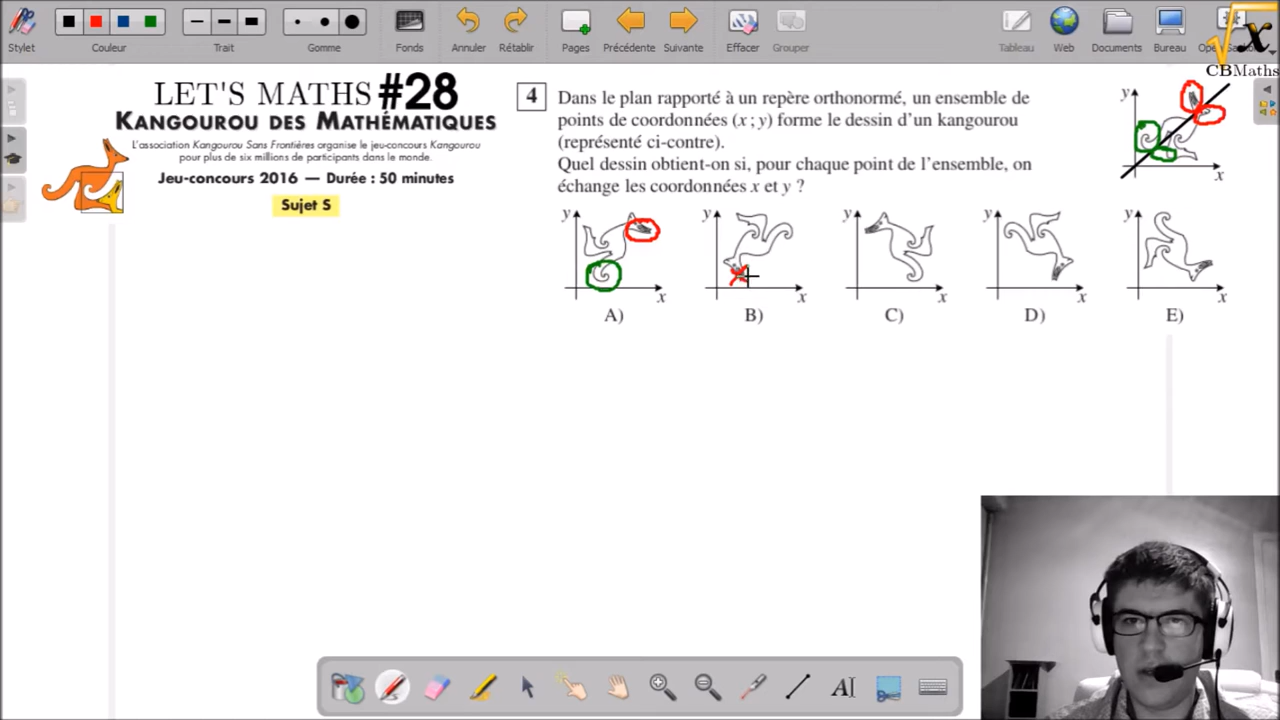 Stylet
Couleur
Trait
Gomme
Fonds
Annuler
Rétablir
Pages
Précédente
Suivante
Effacer
Grouper
Tableau
Web
Documents
Bureau
√x
CBMaths
LET'S MATHS #28
KANGOUROU DES MATHÉMATIQUES
L'association Kangourou Sans Frontières organise le jeu-concours Kangourou
pour plus de six millions de participants dans le monde.
Jeu-concours 2016 — Durée : 50 minutes
Sujet S
4 Dans le plan rapporté à un repère orthonormé, un ensemble de
points de coordonnées (x ; y) forme le dessin d'un kangourou
(représenté ci-contre).
Quel dessin obtient-on si, pour chaque point de l'ensemble, on
échange les coordonnées x et y ?
y
x
y
x
A)
y
x
B)
y
x
C)
y
x
D)
y
x
E)
AI